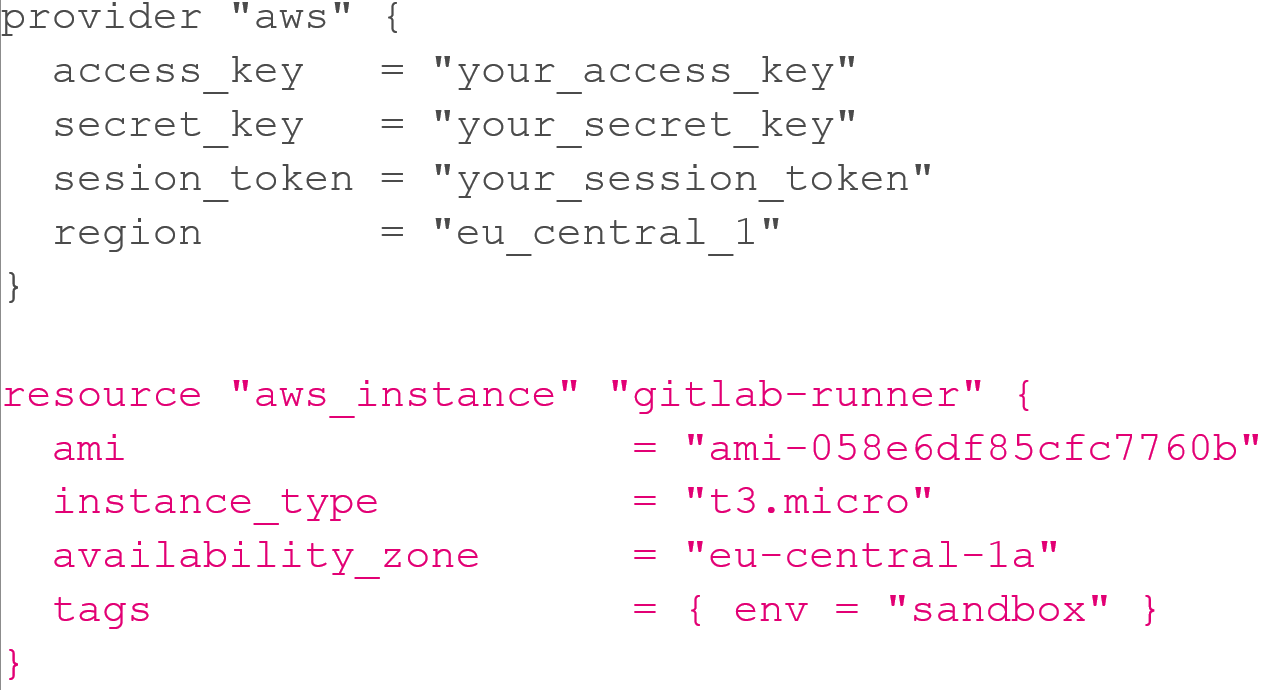 provider "aws" {
  access_key   = "your_access_key"
  secret_key   = "your_secret_key"
  sesion_token = "your_session_token"
  region       = "eu_central_1"
}

resource "aws_instance" "gitlab-runner" {
  ami                    = "ami-058e6df85cfc7760b"
  instance_type          = "t3.micro"
  availability_zone      = "eu-central-1a"
  tags                   = { env = "sandbox" }
}